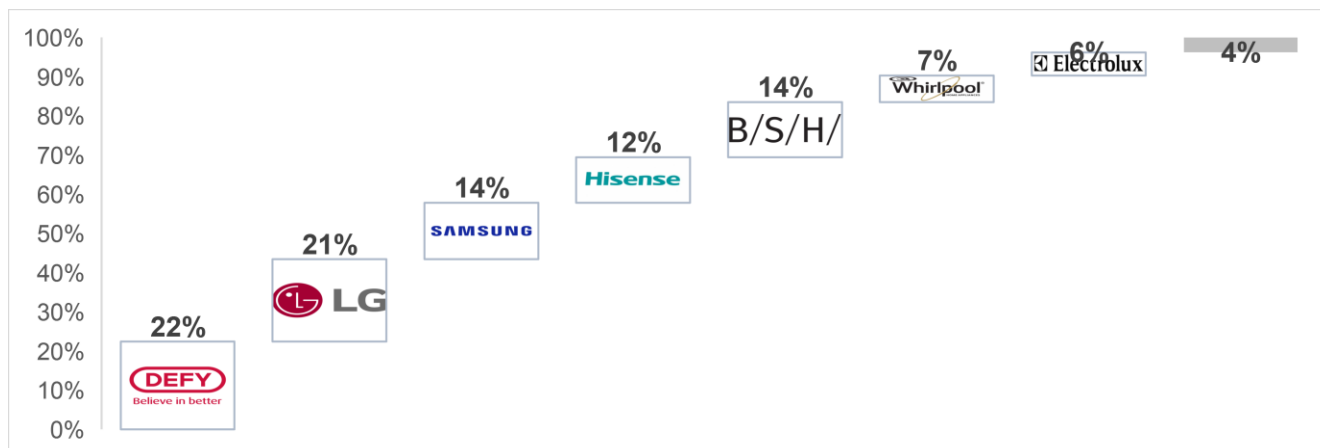 100%
90%
80%
70%
60%
50%
40%
30%
20%
10%
0%
22%
DEFY
Believe in better
21%
LG
LG
14%
SAMSUNG
12%
Hisense
14%
B/S/H/
7%
Whirlpool
6%
Electrolux
4%